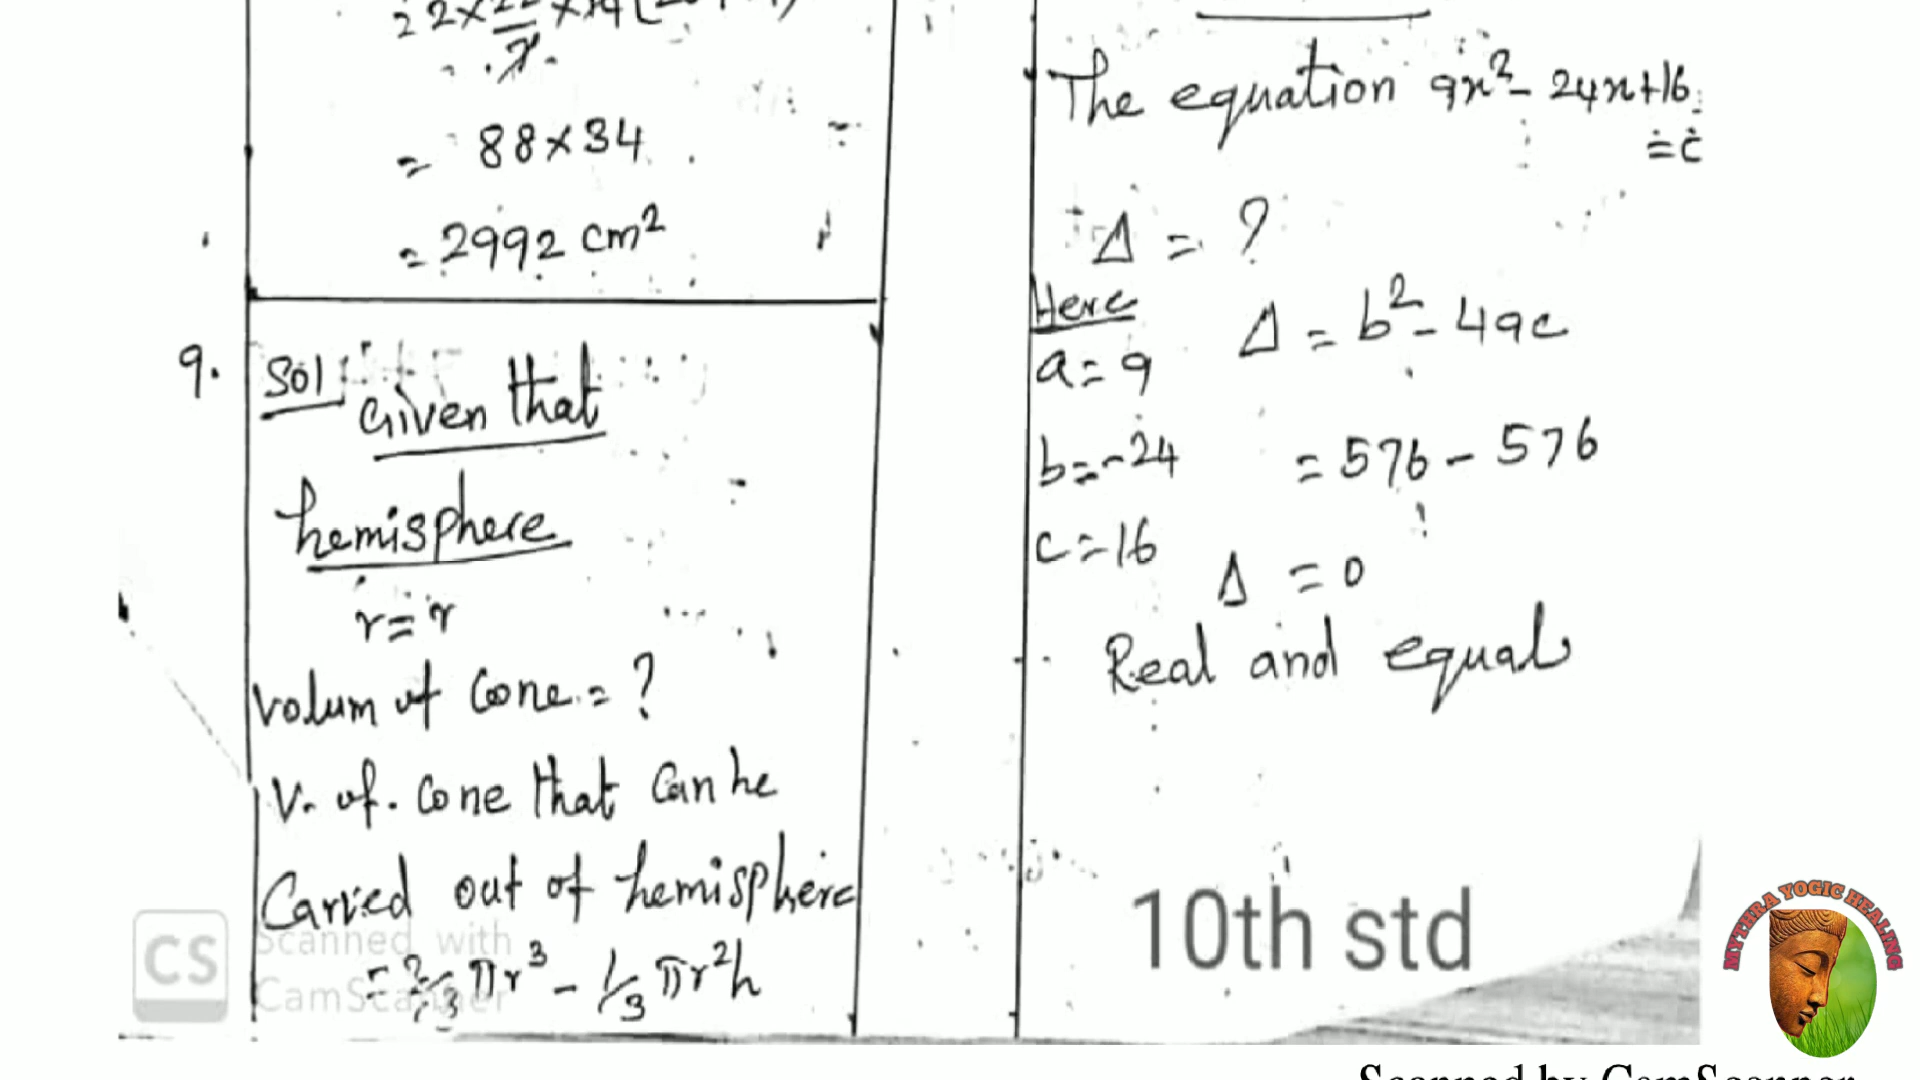 = 88×34
= 2992 cm²
9. Sol
Given that
hemisphere
r=r
Volum of Cone = ?
V. of. Cone that Can be
Carved out of hemisphere
= 2/3 πr³ - 1/3 πr²h
The equation 9x² - 24x+16
=
Δ = ?
Here
Δ = b² - 4ac
a = 9
b = -24
= 576 - 576
c = 16
Δ = 0
Real and equal
10th std
MYTHRA YOGIC HEALING
CS
Scanned with
CamScanner
Scanned by CamScanner